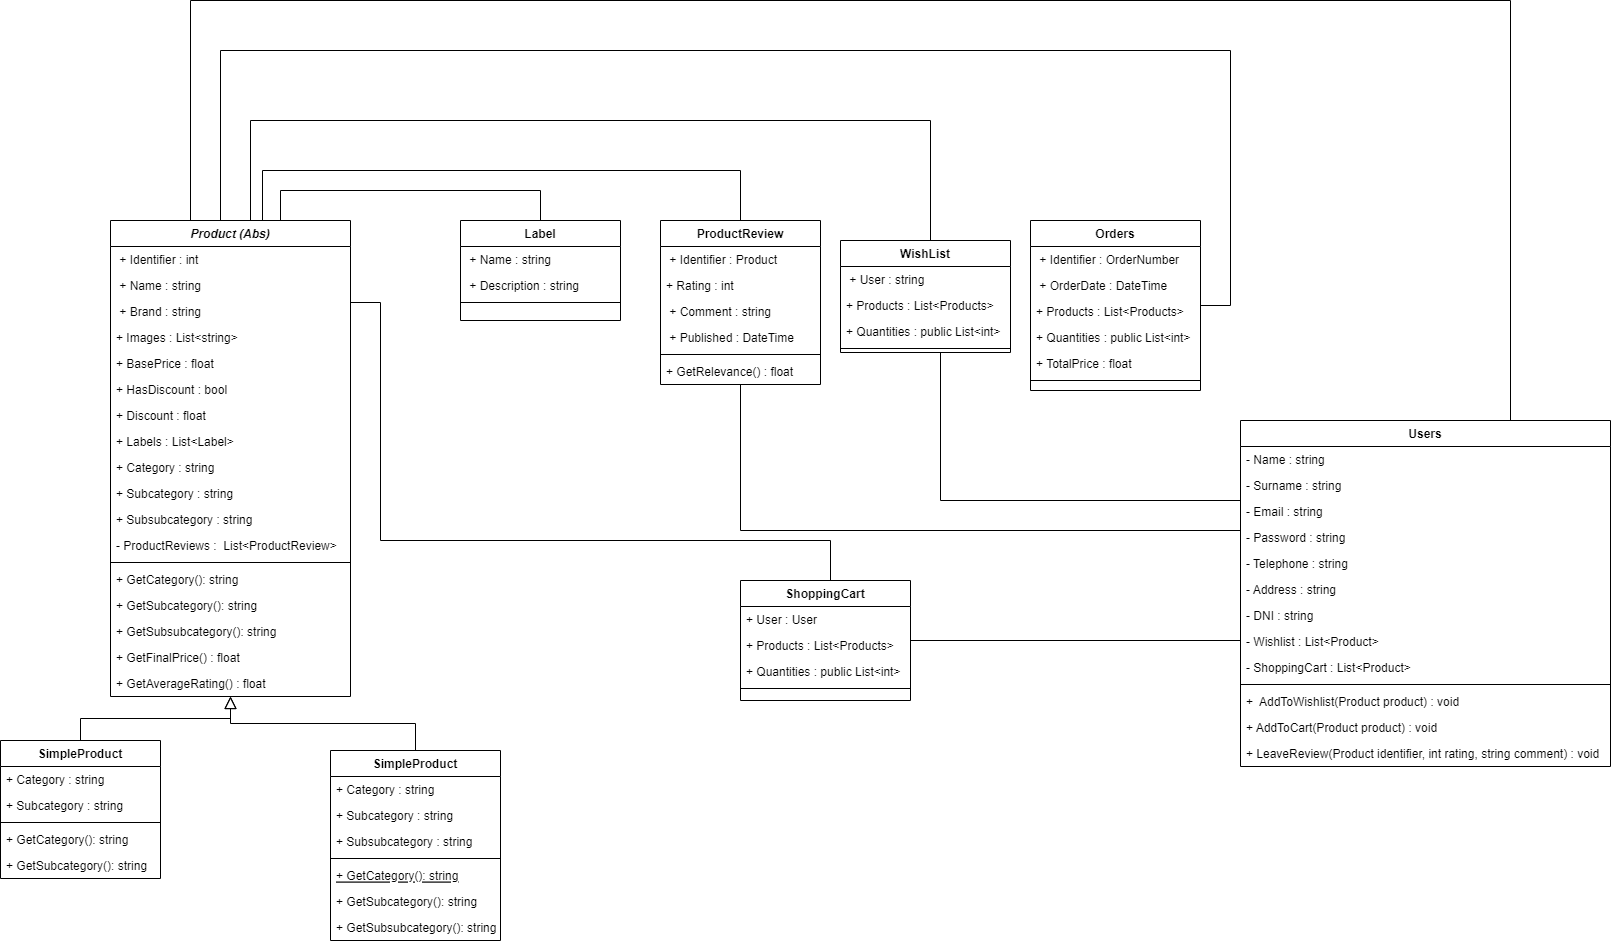 Product (Abs)
+ Identifier : int
+ Name : string
+ Brand : string
+ Images : List<string>
+ BasePrice : float
+ HasDiscount : bool
+ Discount : float
+ Labels : List<Label>
+ Category : string
+ Subcategory : string
+ Subsubcategory : string
- ProductReviews :  List<ProductReview>
+ GetCategory(): string
+ GetSubcategory(): string
+ GetSubsubcategory(): string
+ GetFinalPrice() : float
+ GetAverageRating() : float
Label
+ Name : string
+ Description : string
ProductReview
+ Identifier : Product
+ Rating : int
+ Comment : string
+ Published : DateTime
+ GetRelevance() : float
WishList
+ User : string
+ Products : List<Products>
+ Quantities : public List<int>
Orders
+ Identifier : OrderNumber
+ OrderDate : DateTime
+ Products : List<Products>
+ Quantities : public List<int>
+ TotalPrice : float
Users
- Name : string
- Surname : string
- Email : string
- Password : string
- Telephone : string
- Address : string
- DNI : string
- Wishlist : List<Product>
- ShoppingCart : List<Product>
+  AddToWishlist(Product product) : void
+ AddToCart(Product product) : void
+ LeaveReview(Product identifier, int rating, string comment) : void
ShoppingCart
+ User : User
+ Products : List<Products>
+ Quantities : public List<int>
SimpleProduct
+ Category : string
+ Subcategory : string
+ GetCategory(): string
+ GetSubcategory(): string
SimpleProduct
+ Category : string
+ Subcategory : string
+ Subsubcategory : string
+ GetCategory(): string
+ GetSubcategory(): string
+ GetSubsubcategory(): string